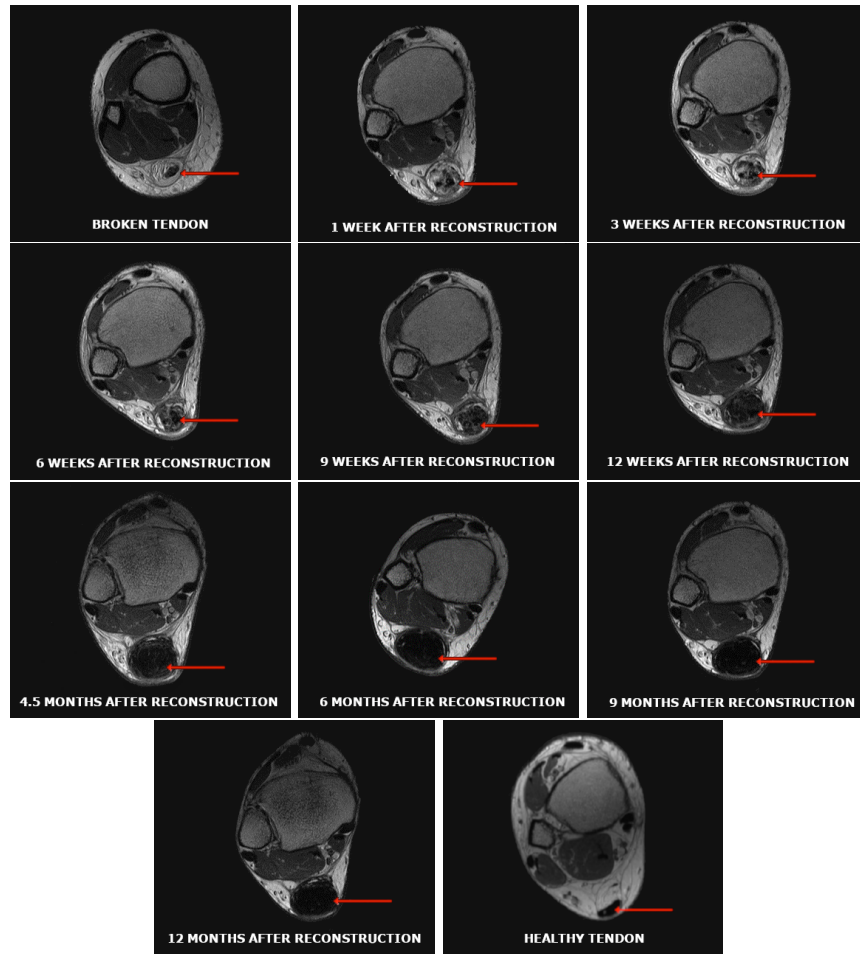 BROKEN TENDON
1 WEEK AFTER RECONSTRUCTION
3 WEEKS AFTER RECONSTRUCTION
6 WEEKS AFTER RECONSTRUCTION
9 WEEKS AFTER RECONSTRUCTION
12 WEEKS AFTER RECONSTRUCTION
4.5 MONTHS AFTER RECONSTRUCTION
6 MONTHS AFTER RECONSTRUCTION
9 MONTHS AFTER RECONSTRUCTION
12 MONTHS AFTER RECONSTRUCTION
HEALTHY TENDON